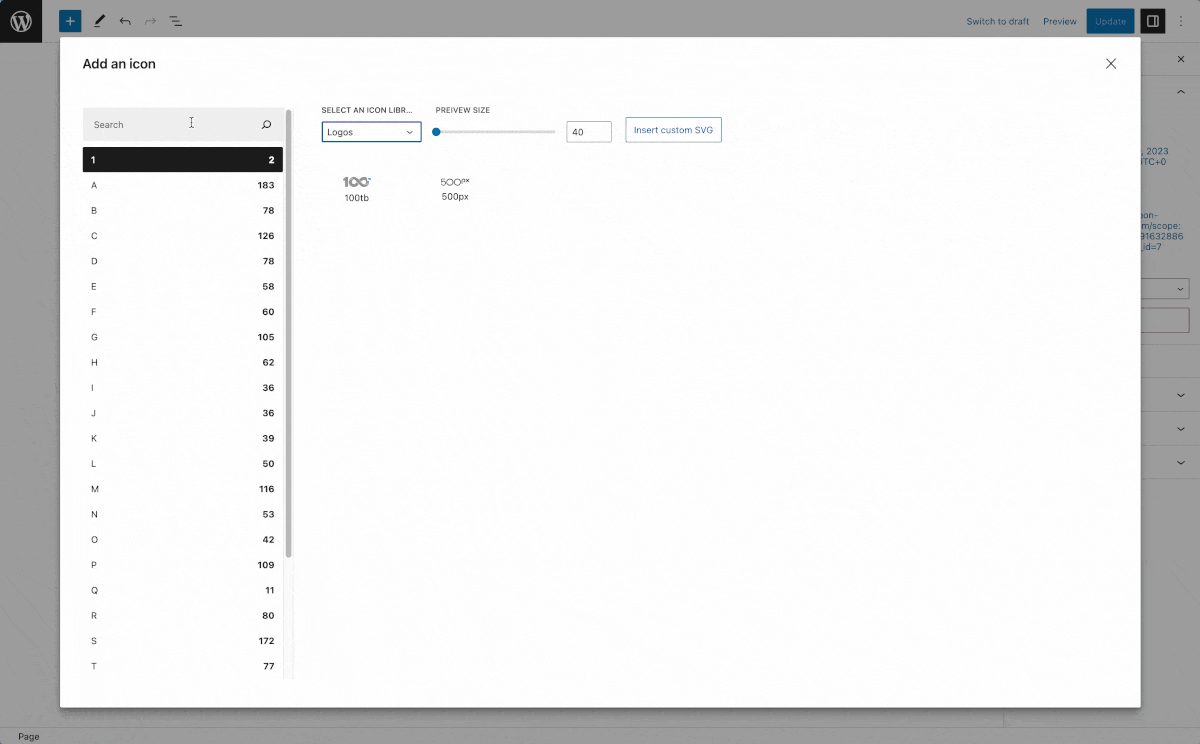 Switch to draft Preview Update
Add an icon
Search
SELECT AN ICON LIBR... PREIVEW SIZE
Logos 40 Insert custom SVG
1 2
A 183
B 78
C 126
D 78
E 58
F 60
G 105
H 62
I 36
J 36
K 39
L 50
M 116
N 53
O 42
P 109
Q 11
R 80
S 172
T 77
100
100tb
500px
500px
, 2023
UTC+0
oon-
m/scope:
91632886
_id=7
Page